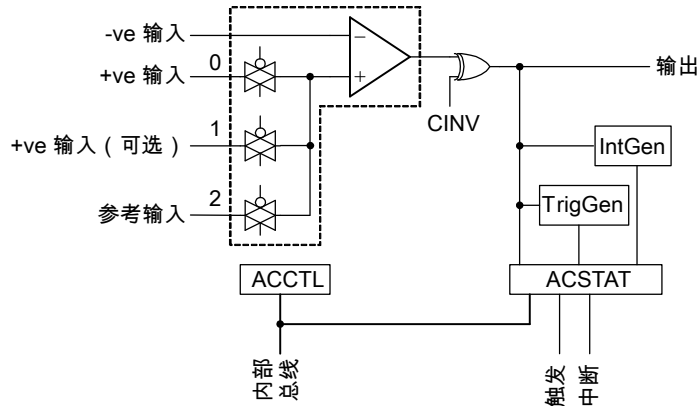 -ve 输入
+ve 输入
0
+ve 输入 ( 可选 )
1
参考输入
2
−
+
CINV
输出
IntGen
TrigGen
ACCTL
ACSTAT
内部
总线
触发
中断